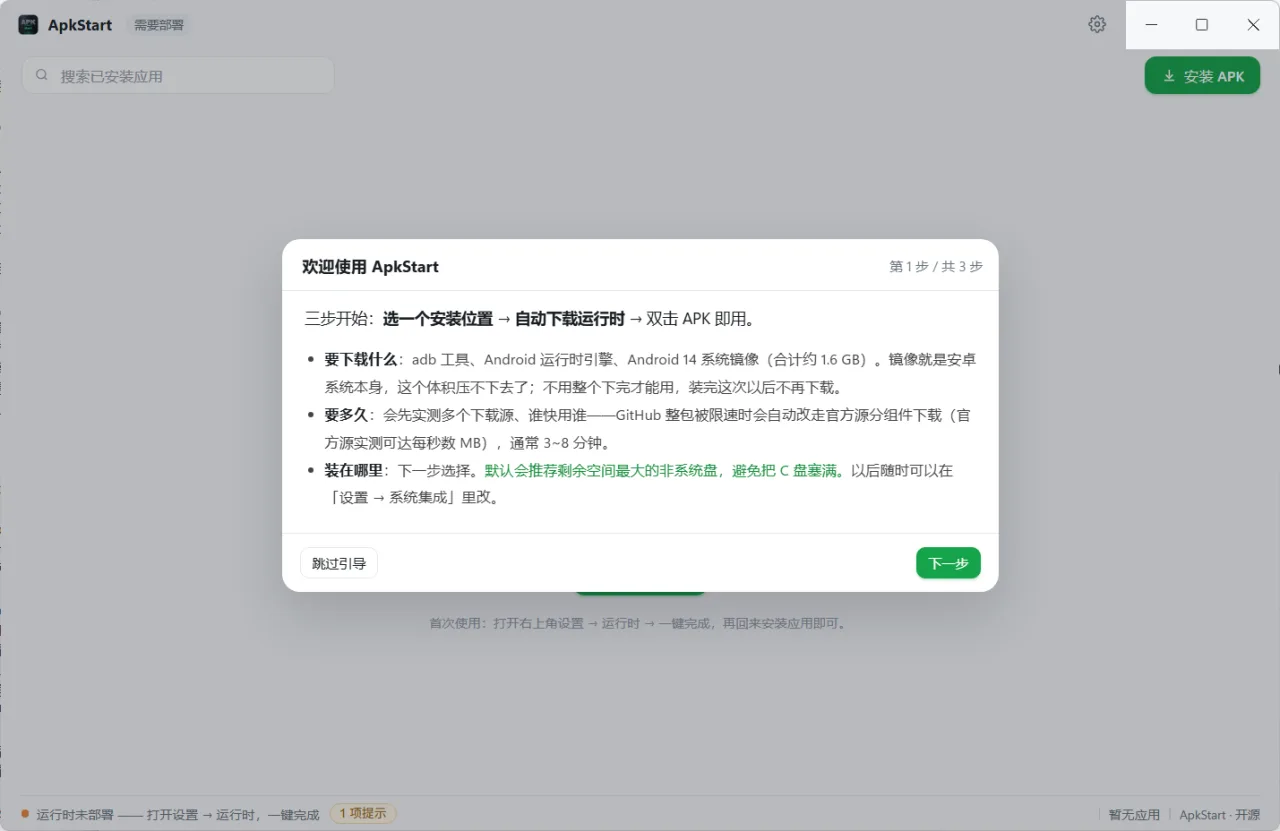 ApkStart 需要部署
搜索已安装应用
安装 APK
欢迎使用 ApkStart
第 1 步 / 共 3 步
三步开始：选一个安装位置 → 自动下载运行时 → 双击 APK 即用。
• 要下载什么：adb 工具、Android 运行时引擎、Android 14 系统镜像（合计约 1.6 GB）。镜像就是安卓
系统本身，这个体积压不下去了；不用整个下完才能用，装完这次以后不再下载。
• 要多久：会先实测多个下载源、谁快用谁——GitHub 整包被限速时会自动改走官方源分组件下载（官
方源实测可达每秒数 MB），通常 3~8 分钟。
• 装在哪里：下一步选择。默认会推荐剩余空间最大的非系统盘，避免把 C 盘塞满。以后随时可以在
「设置 → 系统集成」里改。
跳过引导
下一步
首次使用：打开右上角设置 → 运行时 → 一键完成，再回来安装应用即可。
运行时未部署 —— 打开设置 → 运行时，一键完成
1 项提示
暂无应用
ApkStart · 开源